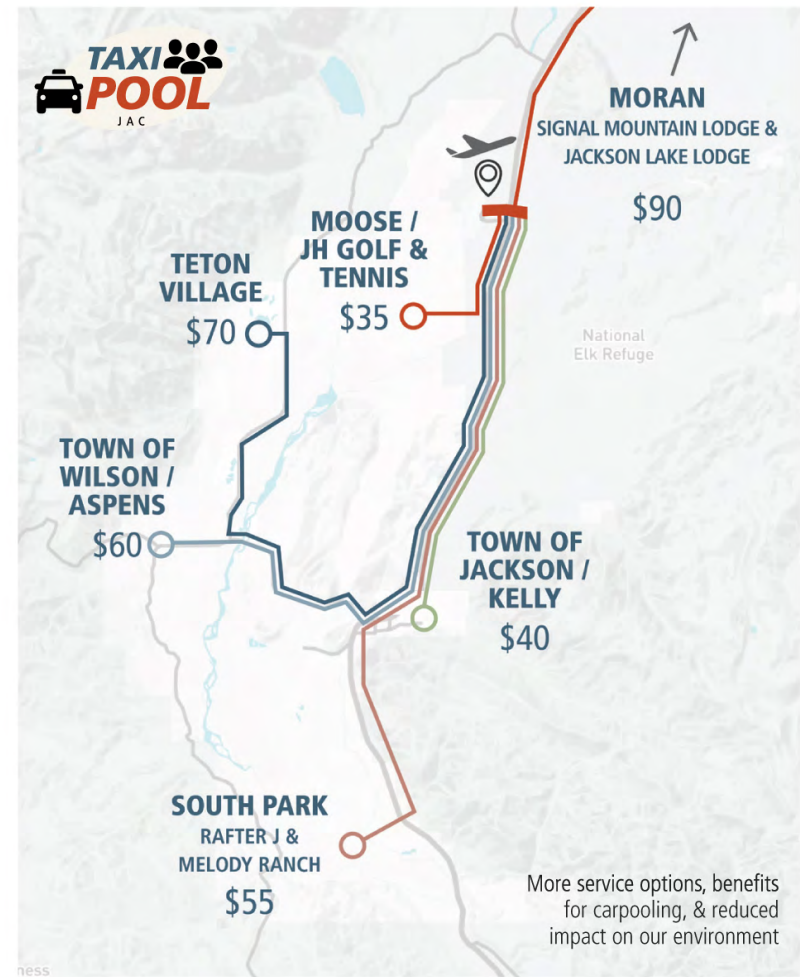 TAXI
POOL
JAC
MORAN
SIGNAL MOUNTAIN LODGE &
JACKSON LAKE LODGE
$90
MOOSE /
JH GOLF &
TENNIS
$35
TETON
VILLAGE
$70
National
Elk Refuge
TOWN OF
WILSON /
ASPENS
$60
TOWN OF
JACKSON /
KELLY
$40
SOUTH PARK
RAFTER J &
MELODY RANCH
$55
More service options, benefits
for carpooling, & reduced
impact on our environment
ness